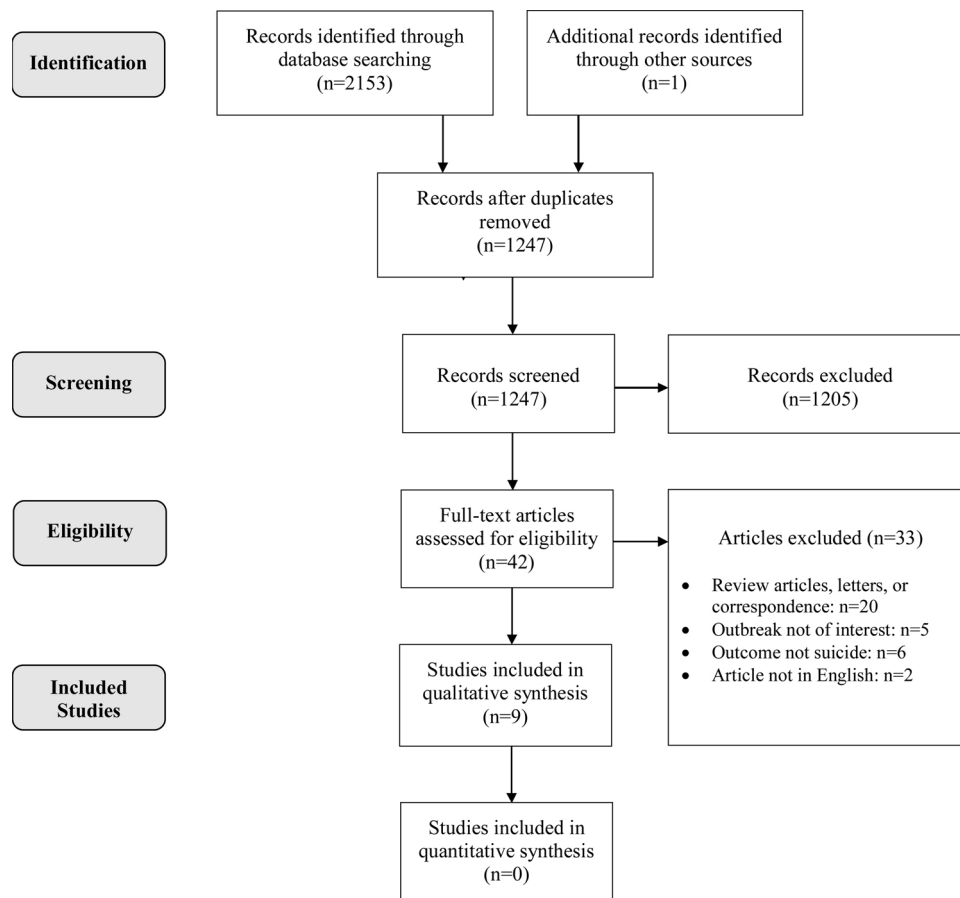 Identification
Records identified through
database searching
(n=2153)
Additional records identified
through other sources
(n=1)
Records after duplicates
removed
(n=1247)
Screening
Records screened
(n=1247)
Records excluded
(n=1205)
Eligibility
Full-text articles
assessed for eligibility
(n=42)
Articles excluded (n=33)
• Review articles, letters, or
correspondence: n=20
• Outbreak not of interest: n=5
• Outcome not suicide: n=6
• Article not in English: n=2
Included
Studies
Studies included in
qualitative synthesis
(n=9)
Studies included in
quantitative synthesis
(n=0)